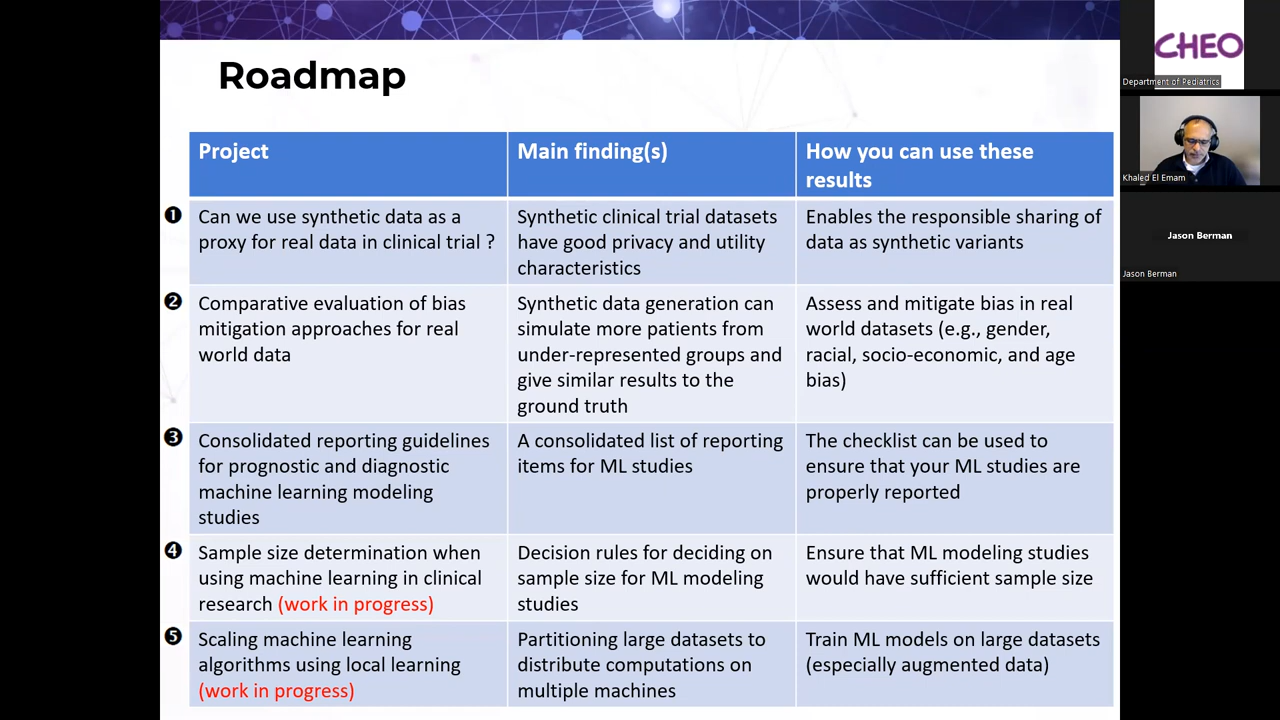 Roadmap
Project
Main finding(s)
How you can use these
results
❶
Can we use synthetic data as a
proxy for real data in clinical trial ?
Synthetic clinical trial datasets
have good privacy and utility
characteristics
Enables the responsible sharing of
data as synthetic variants
❷
Comparative evaluation of bias
mitigation approaches for real
world data
Synthetic data generation can
simulate more patients from
under-represented groups and
give similar results to the
ground truth
Assess and mitigate bias in real
world datasets (e.g., gender,
racial, socio-economic, and age
bias)
❸
Consolidated reporting guidelines
for prognostic and diagnostic
machine learning modeling
studies
A consolidated list of reporting
items for ML studies
The checklist can be used to
ensure that your ML studies are
properly reported
❹
Sample size determination when
using machine learning in clinical
research (work in progress)
Decision rules for deciding on
sample size for ML modeling
studies
Ensure that ML modeling studies
would have sufficient sample size
❺
Scaling machine learning
algorithms using local learning
(work in progress)
Partitioning large datasets to
distribute computations on
multiple machines
Train ML models on large datasets
(especially augmented data)
CHEO
Department of Pediatrics
Khaled El Emam
Jason Berman
Jason Berman